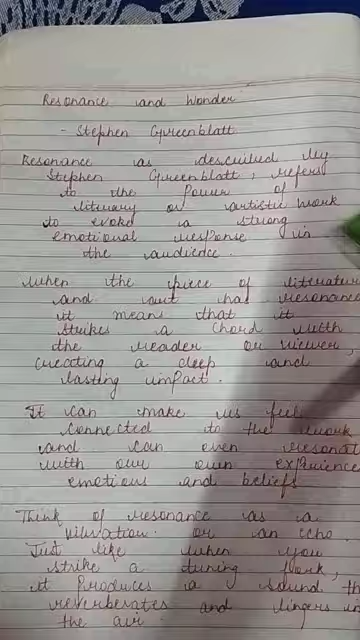 Resonance and Wonder
- Stephen Greenblatt
Resonance as described by
Stephen Greenblatt, refers
to the power of
literary or artistic work
to evoke a strong
emotional response in
the audience.
When the piece of literature
and art has resonance
it means that it
strikes a chord with
the reader or viewer,
creating a deep and
lasting impact.
It can make us feel
connected to the work
and can even resonat
with our own experience
emotions and beliefs
Think of resonance as a
vibration or an echo.
Just like when you
strike a tuning fork,
it produces a sound th
reverberates and lingers in
the air.